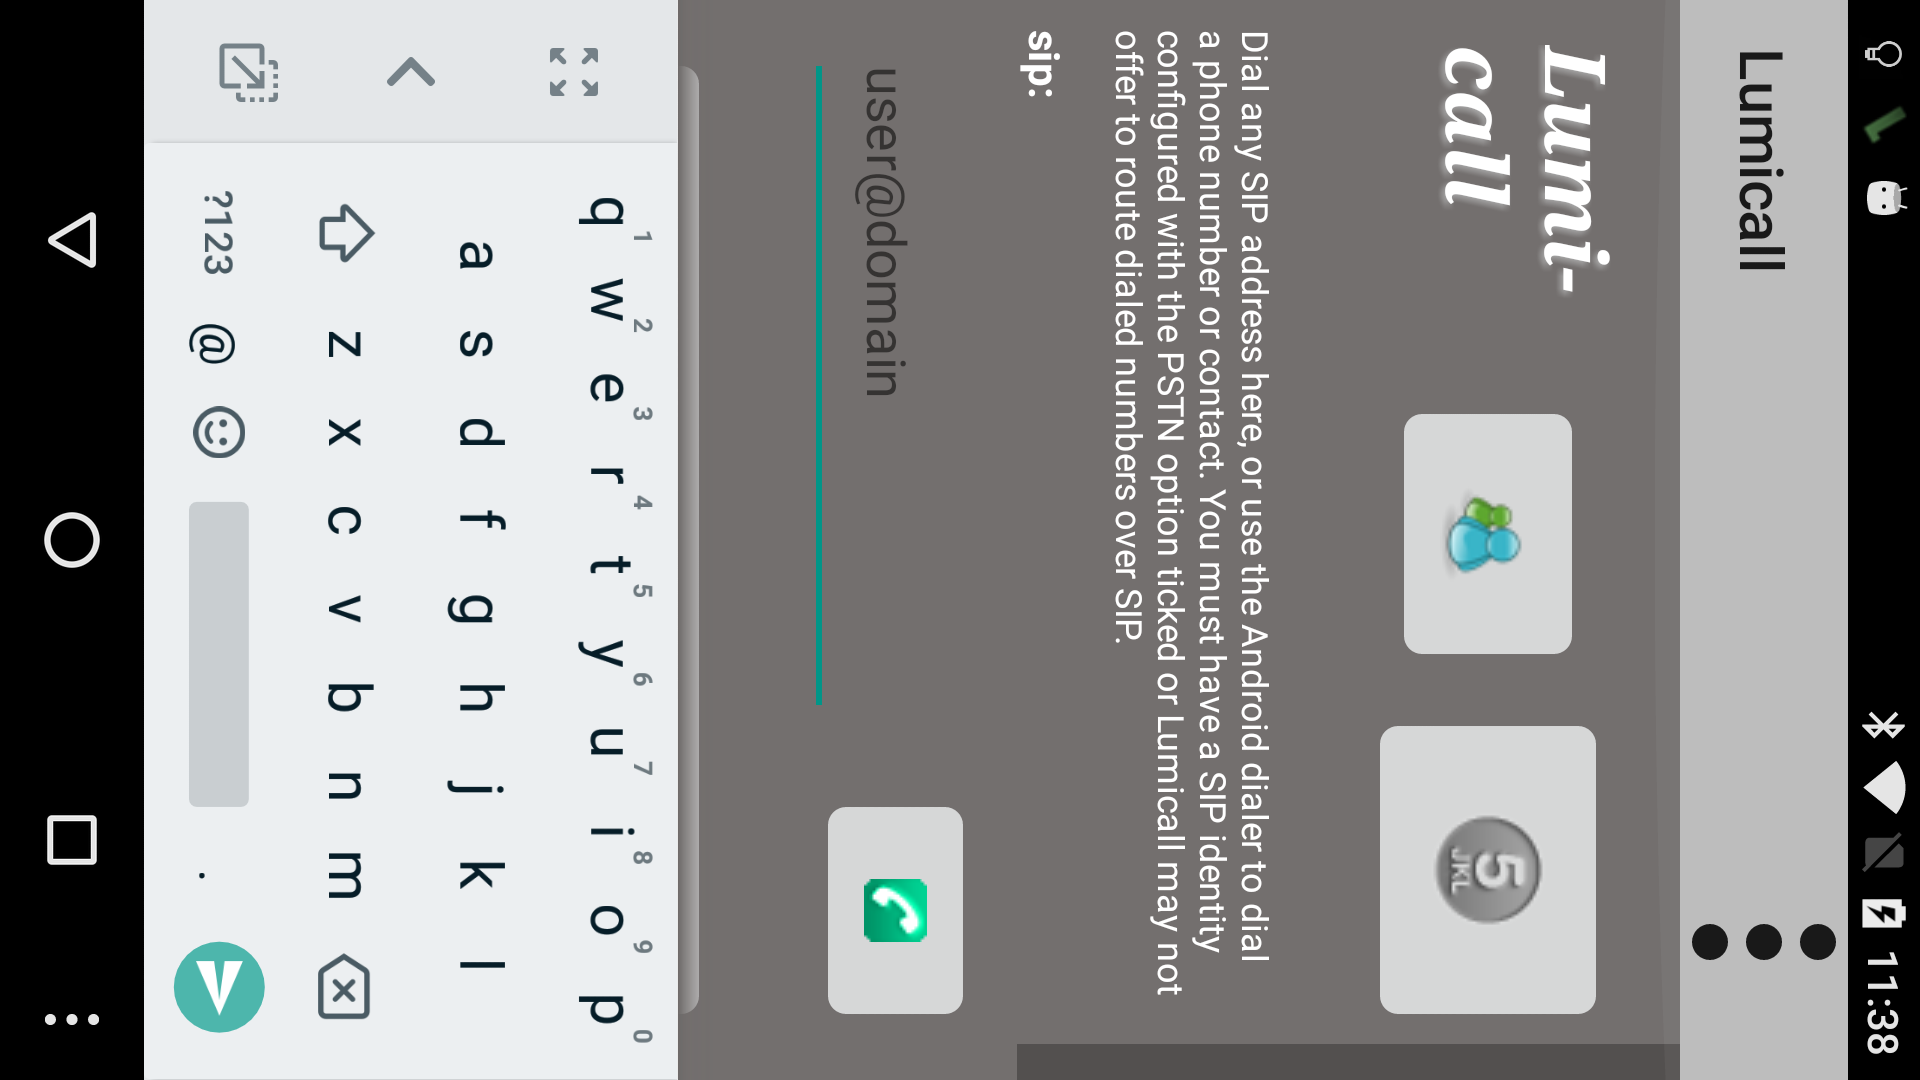 11:38
Lumicall
Lumi-
call
5
JKL
Dial any SIP address here, or use the Android dialer to dial
a phone number or contact. You must have a SIP identity
configured with the PSTN option ticked or Lumicall may not
offer to route dialed numbers over SIP.
sip:
user@domain
1 2 3 4 5 6 7 8 9 0
q w e r t y u i o p
a s d f g h j k l
z x c v b n m
?123 @ .